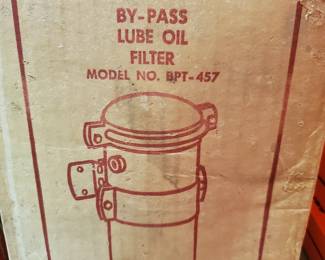 BY-PASS
LUBE OIL
FILTER
MODEL NO. BPT-457